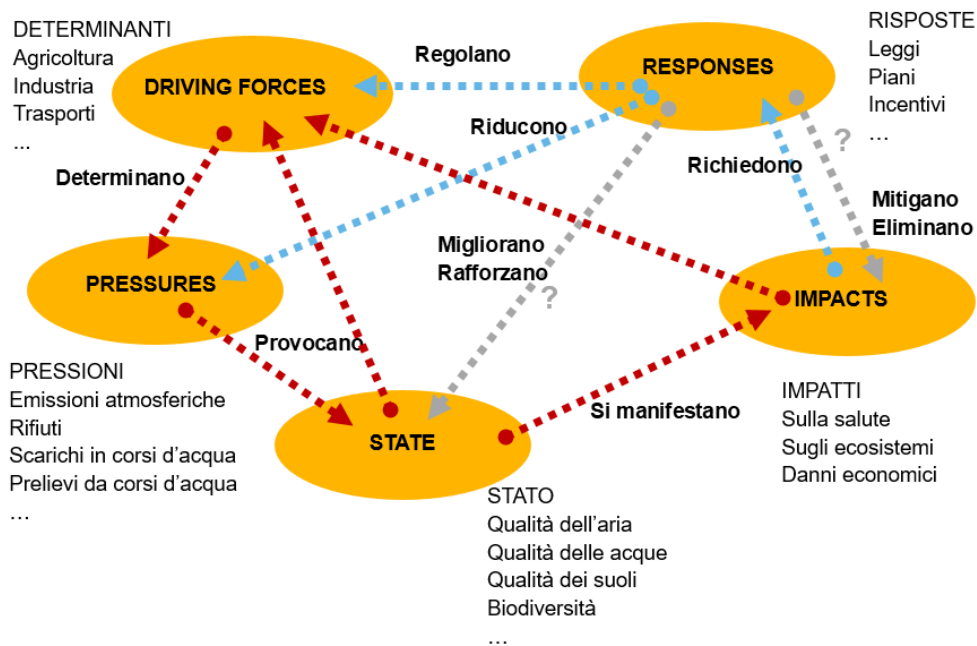 DETERMINANTI
Agricoltura
Industria
Trasporti
...
DRIVING FORCES
Regolano
RESPONSES
RISPOSTE
Leggi
Piani
Incentivi
…
Riducono
?
Determinano
Richiedono
Mitigano
Eliminano
Migliorano
Rafforzano
?
PRESSURES
IMPACTS
Provocano
PRESSIONI
Emissioni atmosferiche
Rifiuti
Scarichi in corsi d'acqua
Prelievi da corsi d’acqua
…
STATE
Si manifestano
IMPATTI
Sulla salute
Sugli ecosistemi
Danni economici
STATO
Qualità dell’aria
Qualità delle acque
Qualità dei suoli
Biodiversità
…